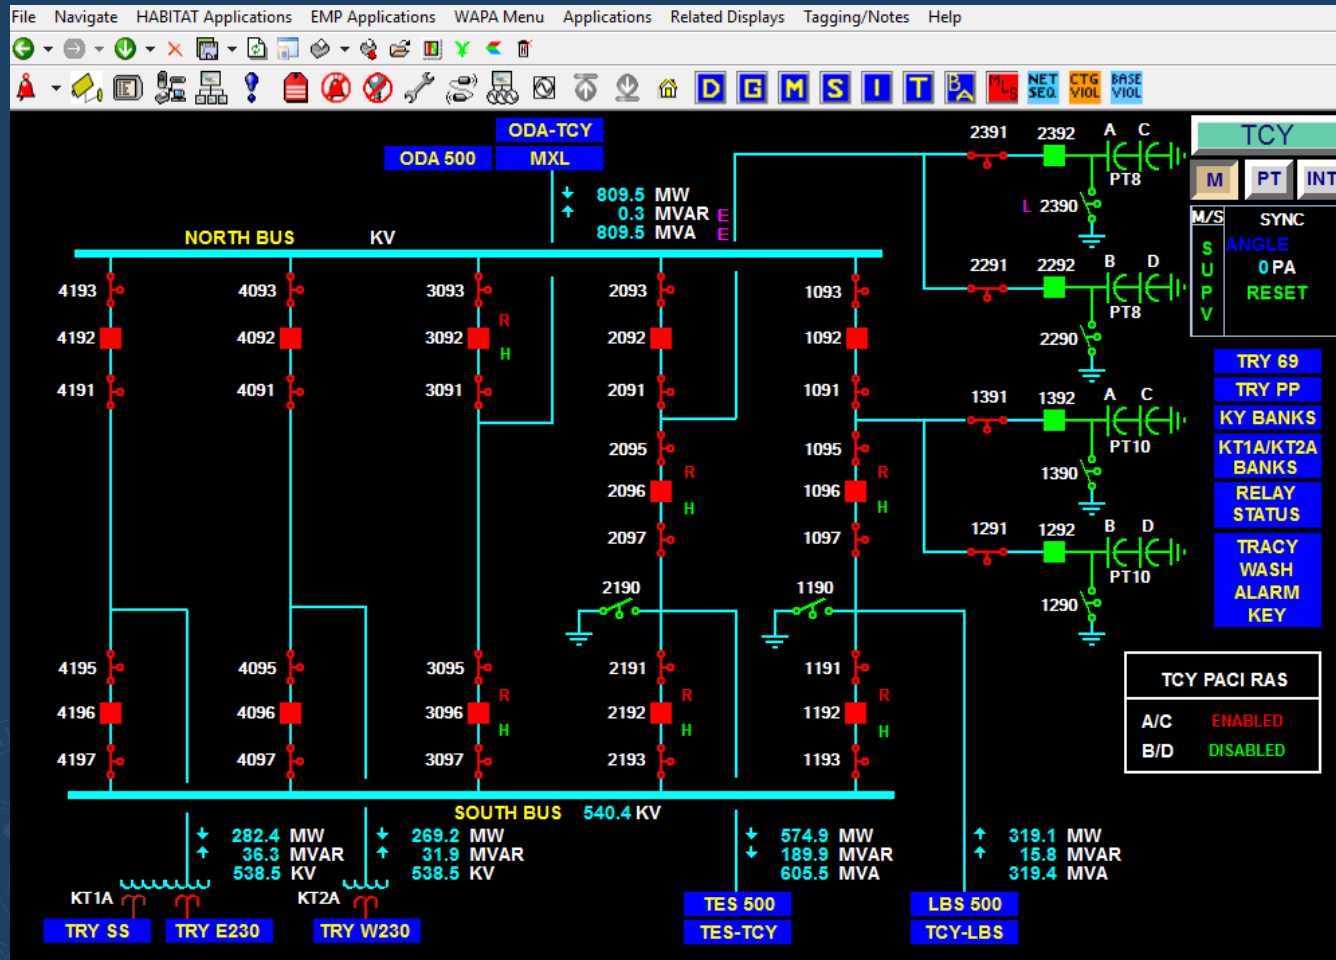 File Navigate HABITAT Applications EMP Applications WAPA Menu Applications Related Displays Tagging/Notes Help
D G M S I T BA MLS NET SEQ. CTG VIOL BASE VIOL
ODA-TCY
ODA 500 MXL
809.5 MW
0.3 MVAR E
809.5 MVA E
NORTH BUS KV
2391 2392 A C
PT8
L 2390
2291 2292 B D
PT8
2290
1391 1392 A C
PT10
1390
1291 1292 B D
PT10
1290
TCY
M PT INT
M/S SYNC
SUPV
ANGLE
0 PA
RESET
4193 4093 3093 2093 1093
R
4192 4092 3092 2092 1092
H
4191 4091 3091 2091 1091
2095 1095
R R
2096 1096
H H
2097 1097
2190 1190
4195 4095 3095 2191 1191
R R R
4196 4096 3096 2192 1192
H H H
4197 4097 3097 2193 1193
SOUTH BUS 540.4 KV
282.4 MW
36.3 MVAR
538.5 KV
269.2 MW
31.9 MVAR
538.5 KV
574.9 MW
189.9 MVAR
605.5 MVA
319.1 MW
15.8 MVAR
319.4 MVA
KT1A KT2A
TRY SS TRY E230 TRY W230
TES 500
TES-TCY
LBS 500
TCY-LBS
TRY 69
TRY PP
KY BANKS
KT1A/KT2A
BANKS
RELAY
STATUS
TRACY
WASH
ALARM
KEY
TCY PACI RAS
A/C ENABLED
B/D DISABLED